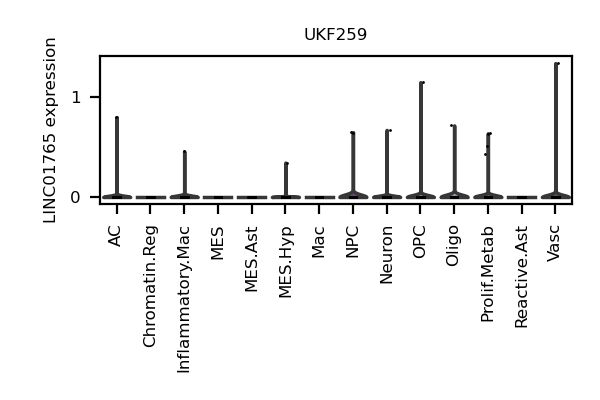 UKF259
LINC01765 expression
1
0
AC
Chromatin.Reg
Inflammatory.Mac
MES
MES.Ast
MES.Hyp
Mac
NPC
Neuron
OPC
Oligo
Prolif.Metab
Reactive.Ast
Vasc